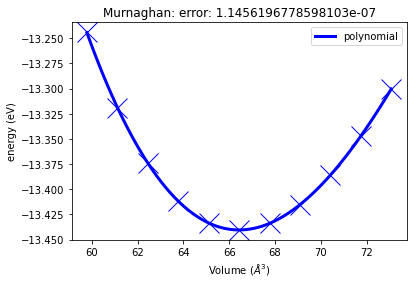 Murnaghan: error: 1.1456196778598103e-07
polynomial
energy (eV)
-13.250
-13.275
-13.300
-13.325
-13.350
-13.375
-13.400
-13.425
-13.450
60 62 64 66 68 70 72
Volume (Å³)